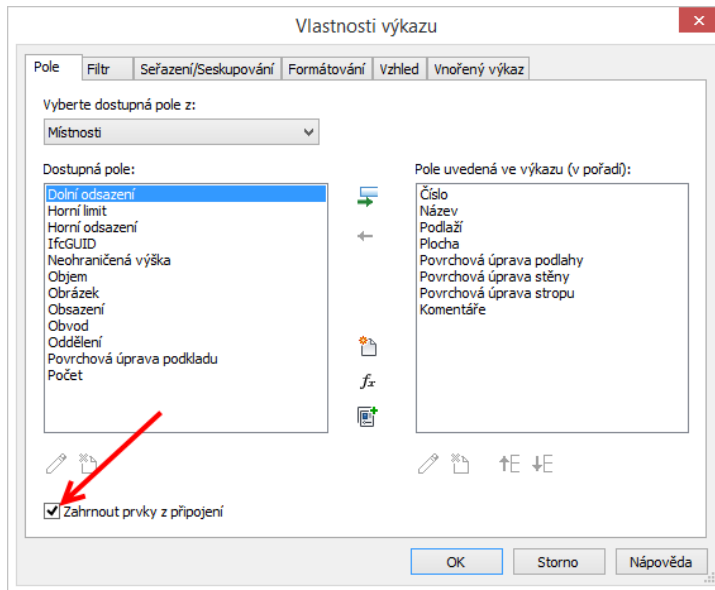 Vlastnosti výkazu
Pole Filtr Seřazení/Seskupování Formátování Vzhled Vnořený výkaz
Vyberte dostupná pole z:
Místnosti
Dostupná pole:
Dolní odsazení
Horní limit
Horní odsazení
IfcGUID
Neohraničená výška
Objem
Obrázek
Obsazení
Obvod
Oddělení
Povrchová úprava podkladu
Počet
fx
Pole uvedená ve výkazu (v pořadí):
Číslo
Název
Podlaží
Plocha
Povrchová úprava podlahy
Povrchová úprava stěny
Povrchová úprava stropu
Komentáře
Zahrnout prvky z připojení
OK Storno Nápověda